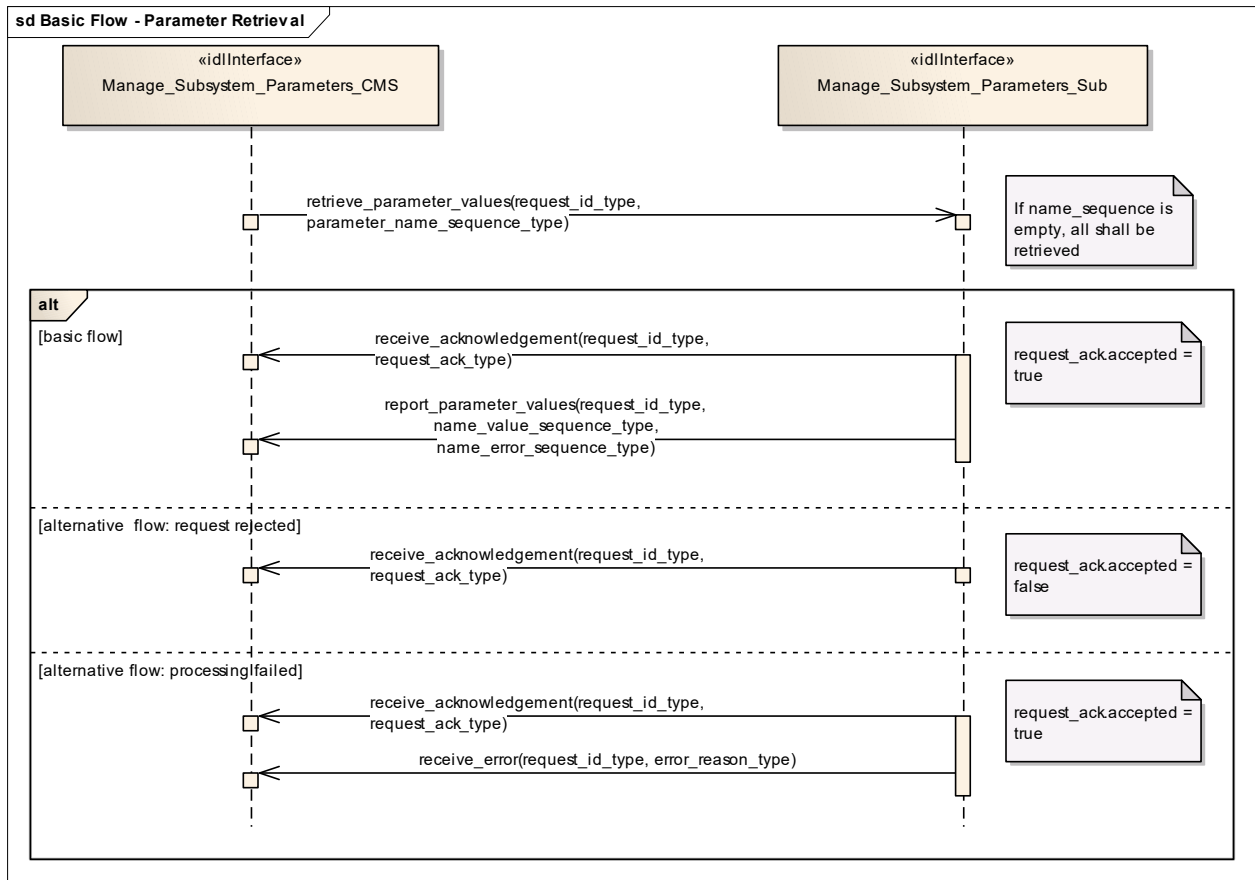 sd Basic Flow - Parameter Retrieval
«idlInterface»
Manage_Subsystem_Parameters_CMS
«idlInterface»
Manage_Subsystem_Parameters_Sub
retrieve_parameter_values(request_id_type,
parameter_name_sequence_type)
If name_sequence is
empty, all shall be
retrieved
alt
[basic flow]
receive_acknowledgement(request_id_type,
request_ack_type)
request_ack.accepted =
true
report_parameter_values(request_id_type,
name_value_sequence_type,
name_error_sequence_type)
[alternative  flow: request rejected]
receive_acknowledgement(request_id_type,
request_ack_type)
request_ack.accepted =
false
[alternative flow: processing failed]
receive_acknowledgement(request_id_type,
request_ack_type)
request_ack.accepted =
true
receive_error(request_id_type, error_reason_type)